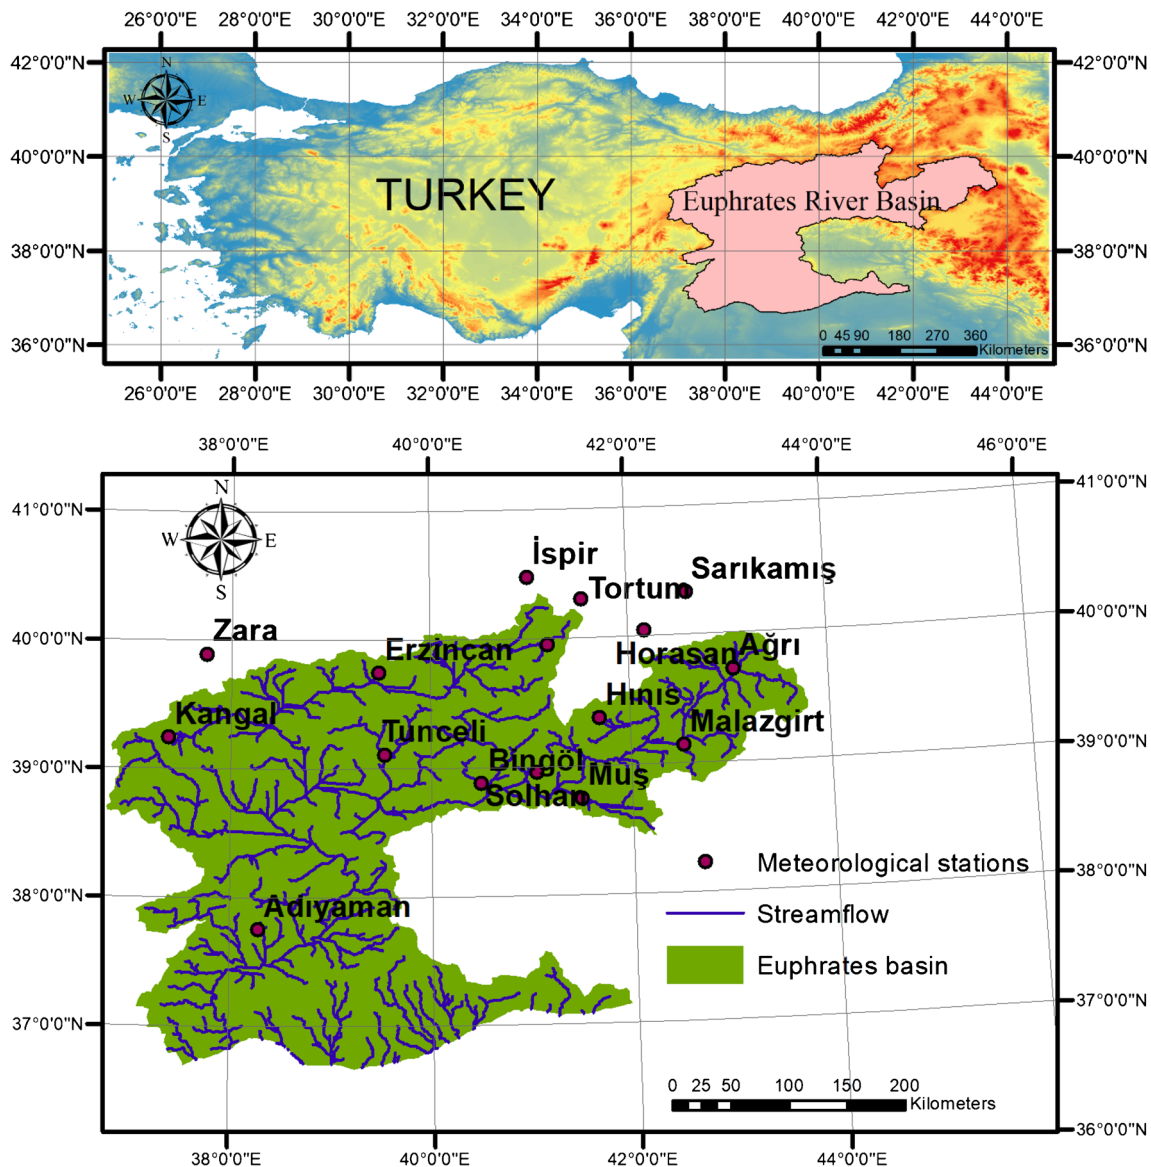 26°0'0"E 28°0'0"E 30°0'0"E 32°0'0"E 34°0'0"E 36°0'0"E 38°0'0"E 40°0'0"E 42°0'0"E 44°0'0"E
42°0'0"N 42°0'0"N
N
W E
S
40°0'0"N 40°0'0"N
TURKEY
Euphrates River Basin
38°0'0"N 38°0'0"N
0 45 90 180 270 360
Kilometers
36°0'0"N 36°0'0"N
26°0'0"E 28°0'0"E 30°0'0"E 32°0'0"E 34°0'0"E 36°0'0"E 38°0'0"E 40°0'0"E 42°0'0"E 44°0'0"E
38°0'0"E 40°0'0"E 42°0'0"E 44°0'0"E 46°0'0"E
41°0'0"N
N
41°0'0"N
W E
İspir
Sarıkamış
S
Tortum
40°0'0"N
Zara
40°0'0"N
Erzincan
Ağrı
Horasan
Hınıs
Kangal
Malazgirt
Tunceli
39°0'0"N
Bingöl
39°0'0"N
Muş
Solhan
Meteorological stations
38°0'0"N
38°0'0"N
Adıyaman
Streamflow
Euphrates basin
37°0'0"N
37°0'0"N
0 25 50 100 150 200
Kilometers
36°0'0"N
38°0'0"E 40°0'0"E 42°0'0"E 44°0'0"E